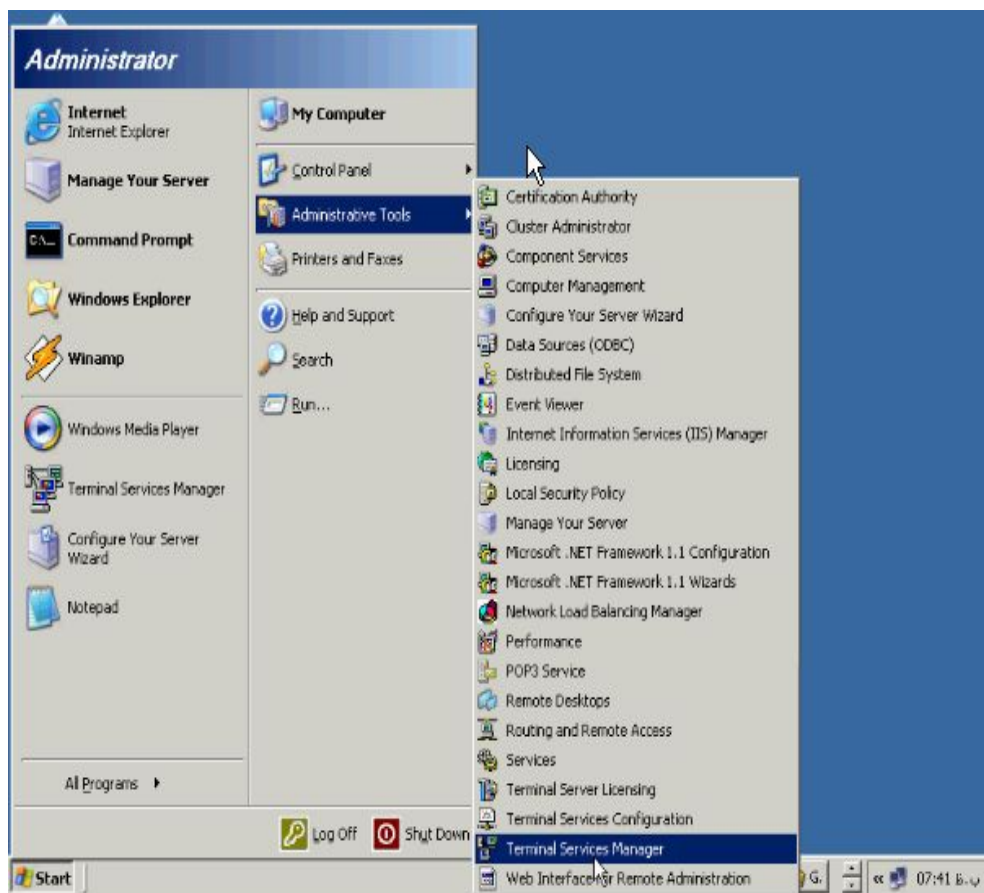 Administrator
Internet
Internet Explorer
Manage Your Server
Command Prompt
Windows Explorer
Winamp
Windows Media Player
Terminal Services Manager
Configure Your Server
Wizard
Notepad
All Programs
My Computer
Control Panel
Administrative Tools
Printers and Faxes
Help and Support
Search
Run...
Log Off
Shut Down
Certification Authority
Cluster Administrator
Component Services
Computer Management
Configure Your Server Wizard
Data Sources (ODBC)
Distributed File System
Event Viewer
Internet Information Services (IIS) Manager
Licensing
Local Security Policy
Manage Your Server
Microsoft .NET Framework 1.1 Configuration
Microsoft .NET Framework 1.1 Wizards
Network Load Balancing Manager
Performance
POP3 Service
Remote Desktops
Routing and Remote Access
Services
Terminal Server Licensing
Terminal Services Configuration
Terminal Services Manager
Web Interface for Remote Administration
Start
G.
07:41 ب.ظ